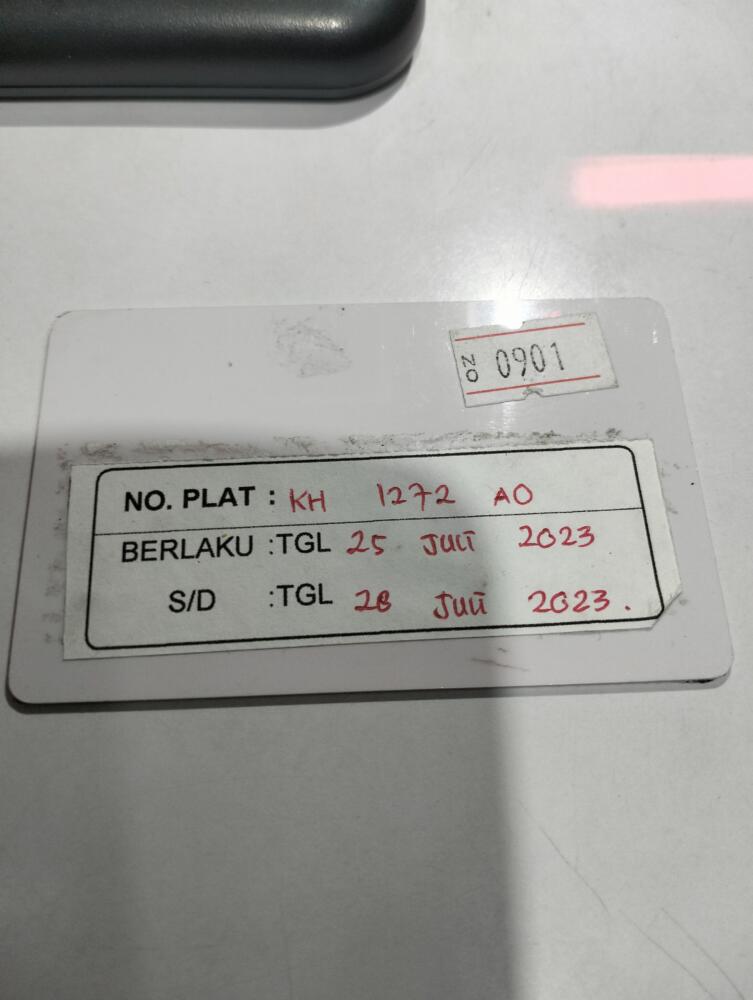 NO 0901
NO. PLAT : KH 1272 AO
BERLAKU :TGL 25 JULI 2023
S/D :TGL 28 JULI 2023.